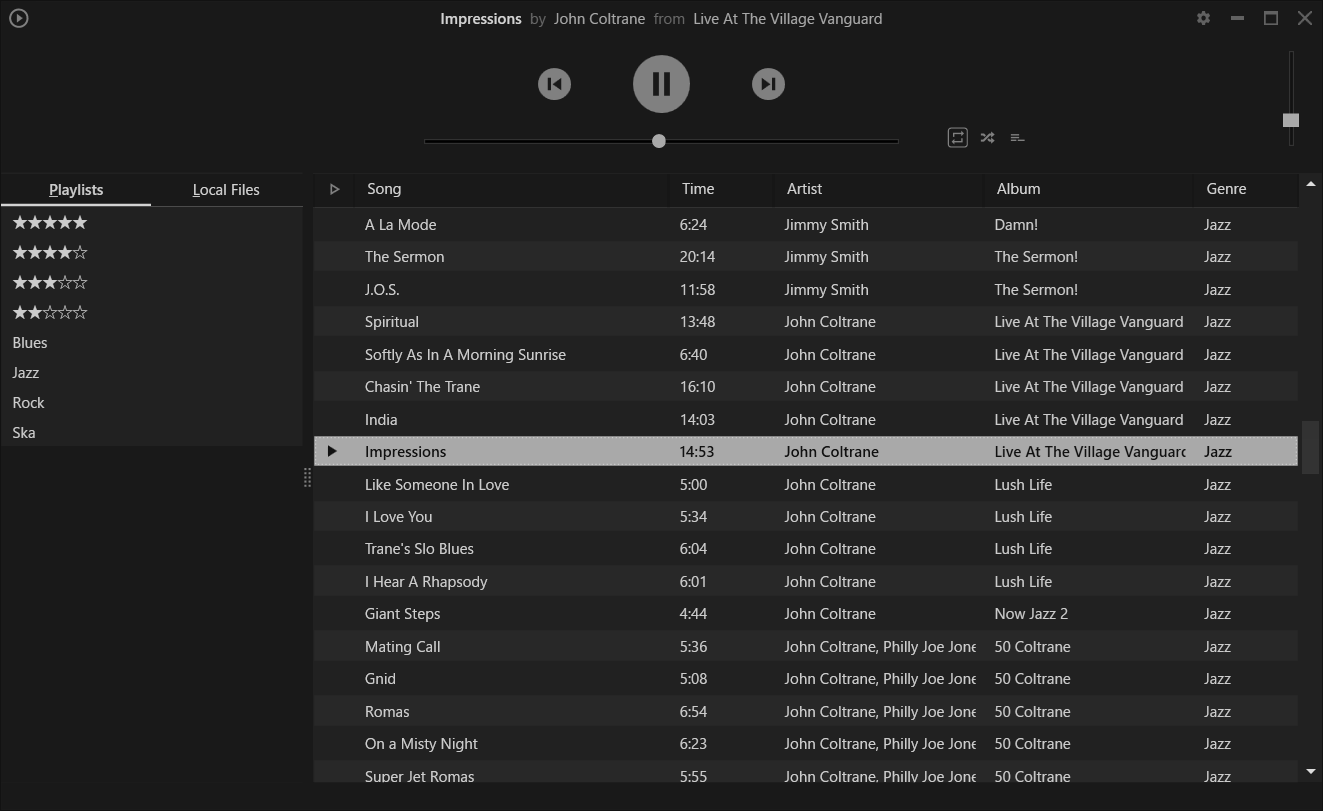 Impressions by John Coltrane from Live At The Village Vanguard
Playlists Local Files
★★★★★
★★★★☆
★★★☆☆
★★☆☆☆
Blues
Jazz
Rock
Ska
Song Time Artist Album Genre
A La Mode 6:24 Jimmy Smith Damn! Jazz
The Sermon 20:14 Jimmy Smith The Sermon! Jazz
J.O.S. 11:58 Jimmy Smith The Sermon! Jazz
Spiritual 13:48 John Coltrane Live At The Village Vanguard Jazz
Softly As In A Morning Sunrise 6:40 John Coltrane Live At The Village Vanguard Jazz
Chasin' The Trane 16:10 John Coltrane Live At The Village Vanguard Jazz
India 14:03 John Coltrane Live At The Village Vanguard Jazz
Impressions 14:53 John Coltrane Live At The Village Vanguard Jazz
Like Someone In Love 5:00 John Coltrane Lush Life Jazz
I Love You 5:34 John Coltrane Lush Life Jazz
Trane's Slo Blues 6:04 John Coltrane Lush Life Jazz
I Hear A Rhapsody 6:01 John Coltrane Lush Life Jazz
Giant Steps 4:44 John Coltrane Now Jazz 2 Jazz
Mating Call 5:36 John Coltrane, Philly Joe Jone 50 Coltrane Jazz
Gnid 5:08 John Coltrane, Philly Joe Jone 50 Coltrane Jazz
Romas 6:54 John Coltrane, Philly Joe Jone 50 Coltrane Jazz
On a Misty Night 6:23 John Coltrane, Philly Joe Jone 50 Coltrane Jazz
Super Jet Romas 5:55 John Coltrane, Philly Joe Jone 50 Coltrane Jazz